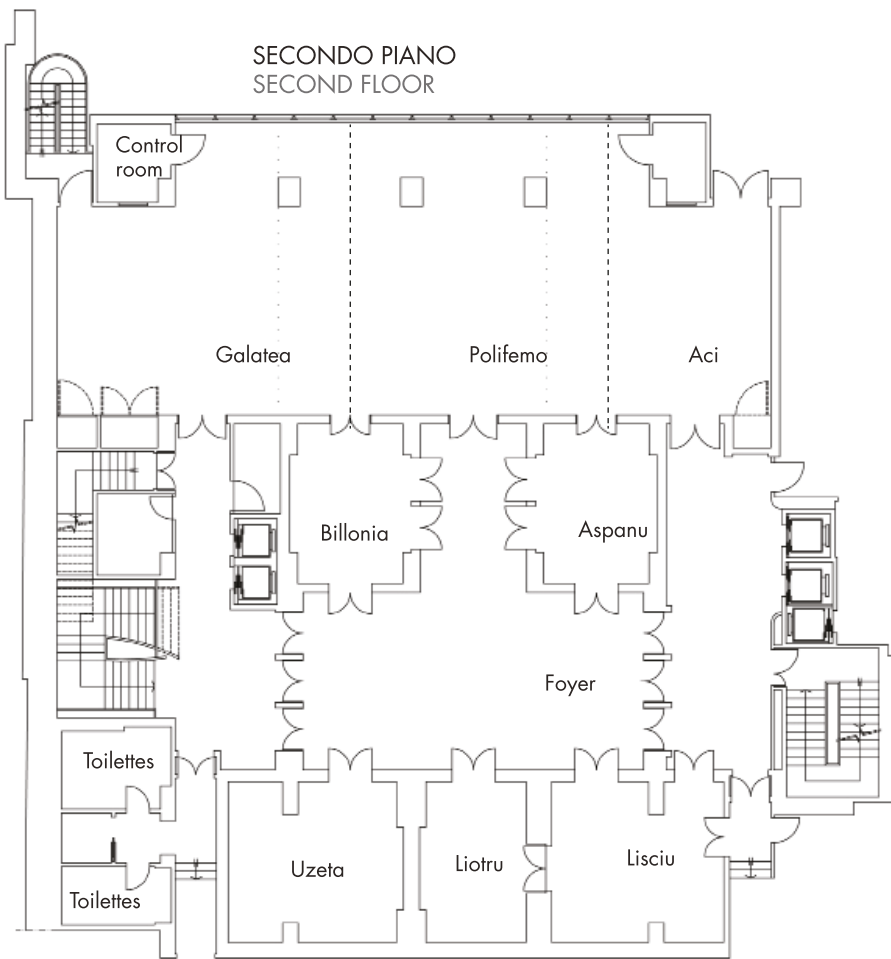 SECONDO PIANO
SECOND FLOOR
Control
room
Galatea
Polifemo
Aci
Billonia
Aspanu
Foyer
Toilettes
Uzeta
Liotru
Lisciu
Toilettes